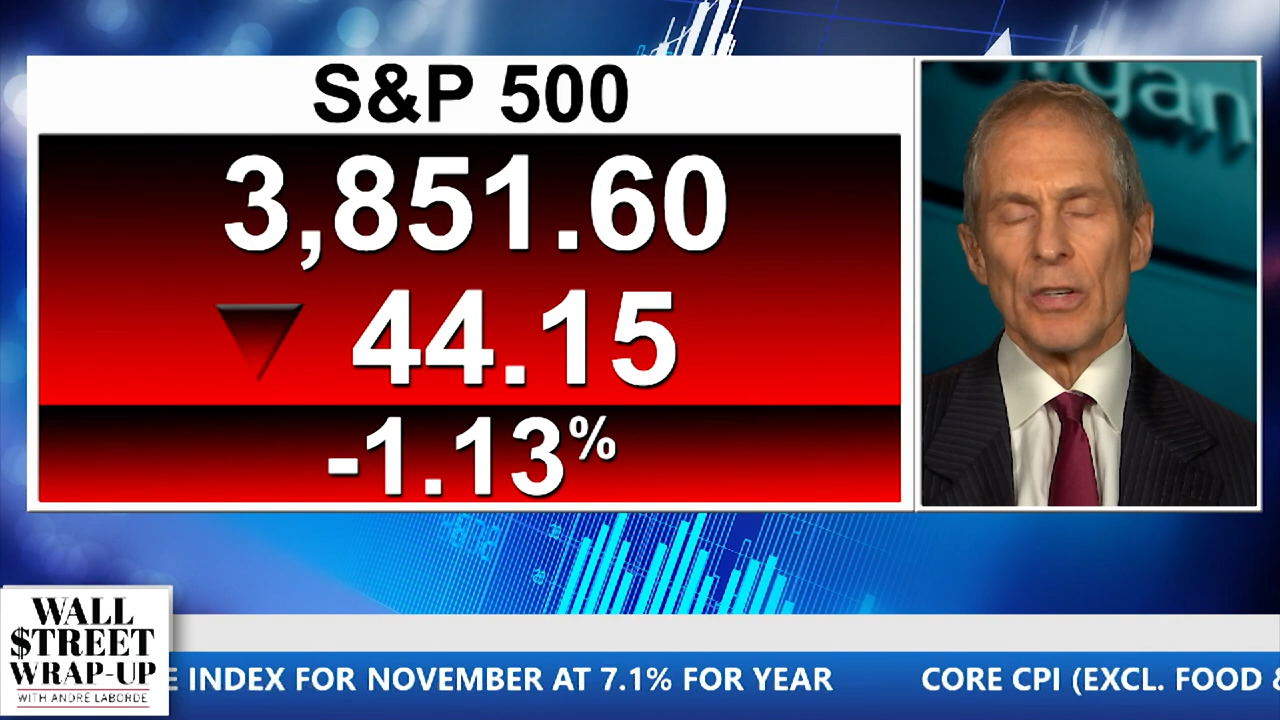 S&P 500
3,851.60
▼ 44.15
-1.13%
WALL
$TREET
WRAP-UP
WITH ANDRÉ LABORDE
E INDEX FOR NOVEMBER AT 7.1% FOR YEAR CORE CPI (EXCL. FOOD &